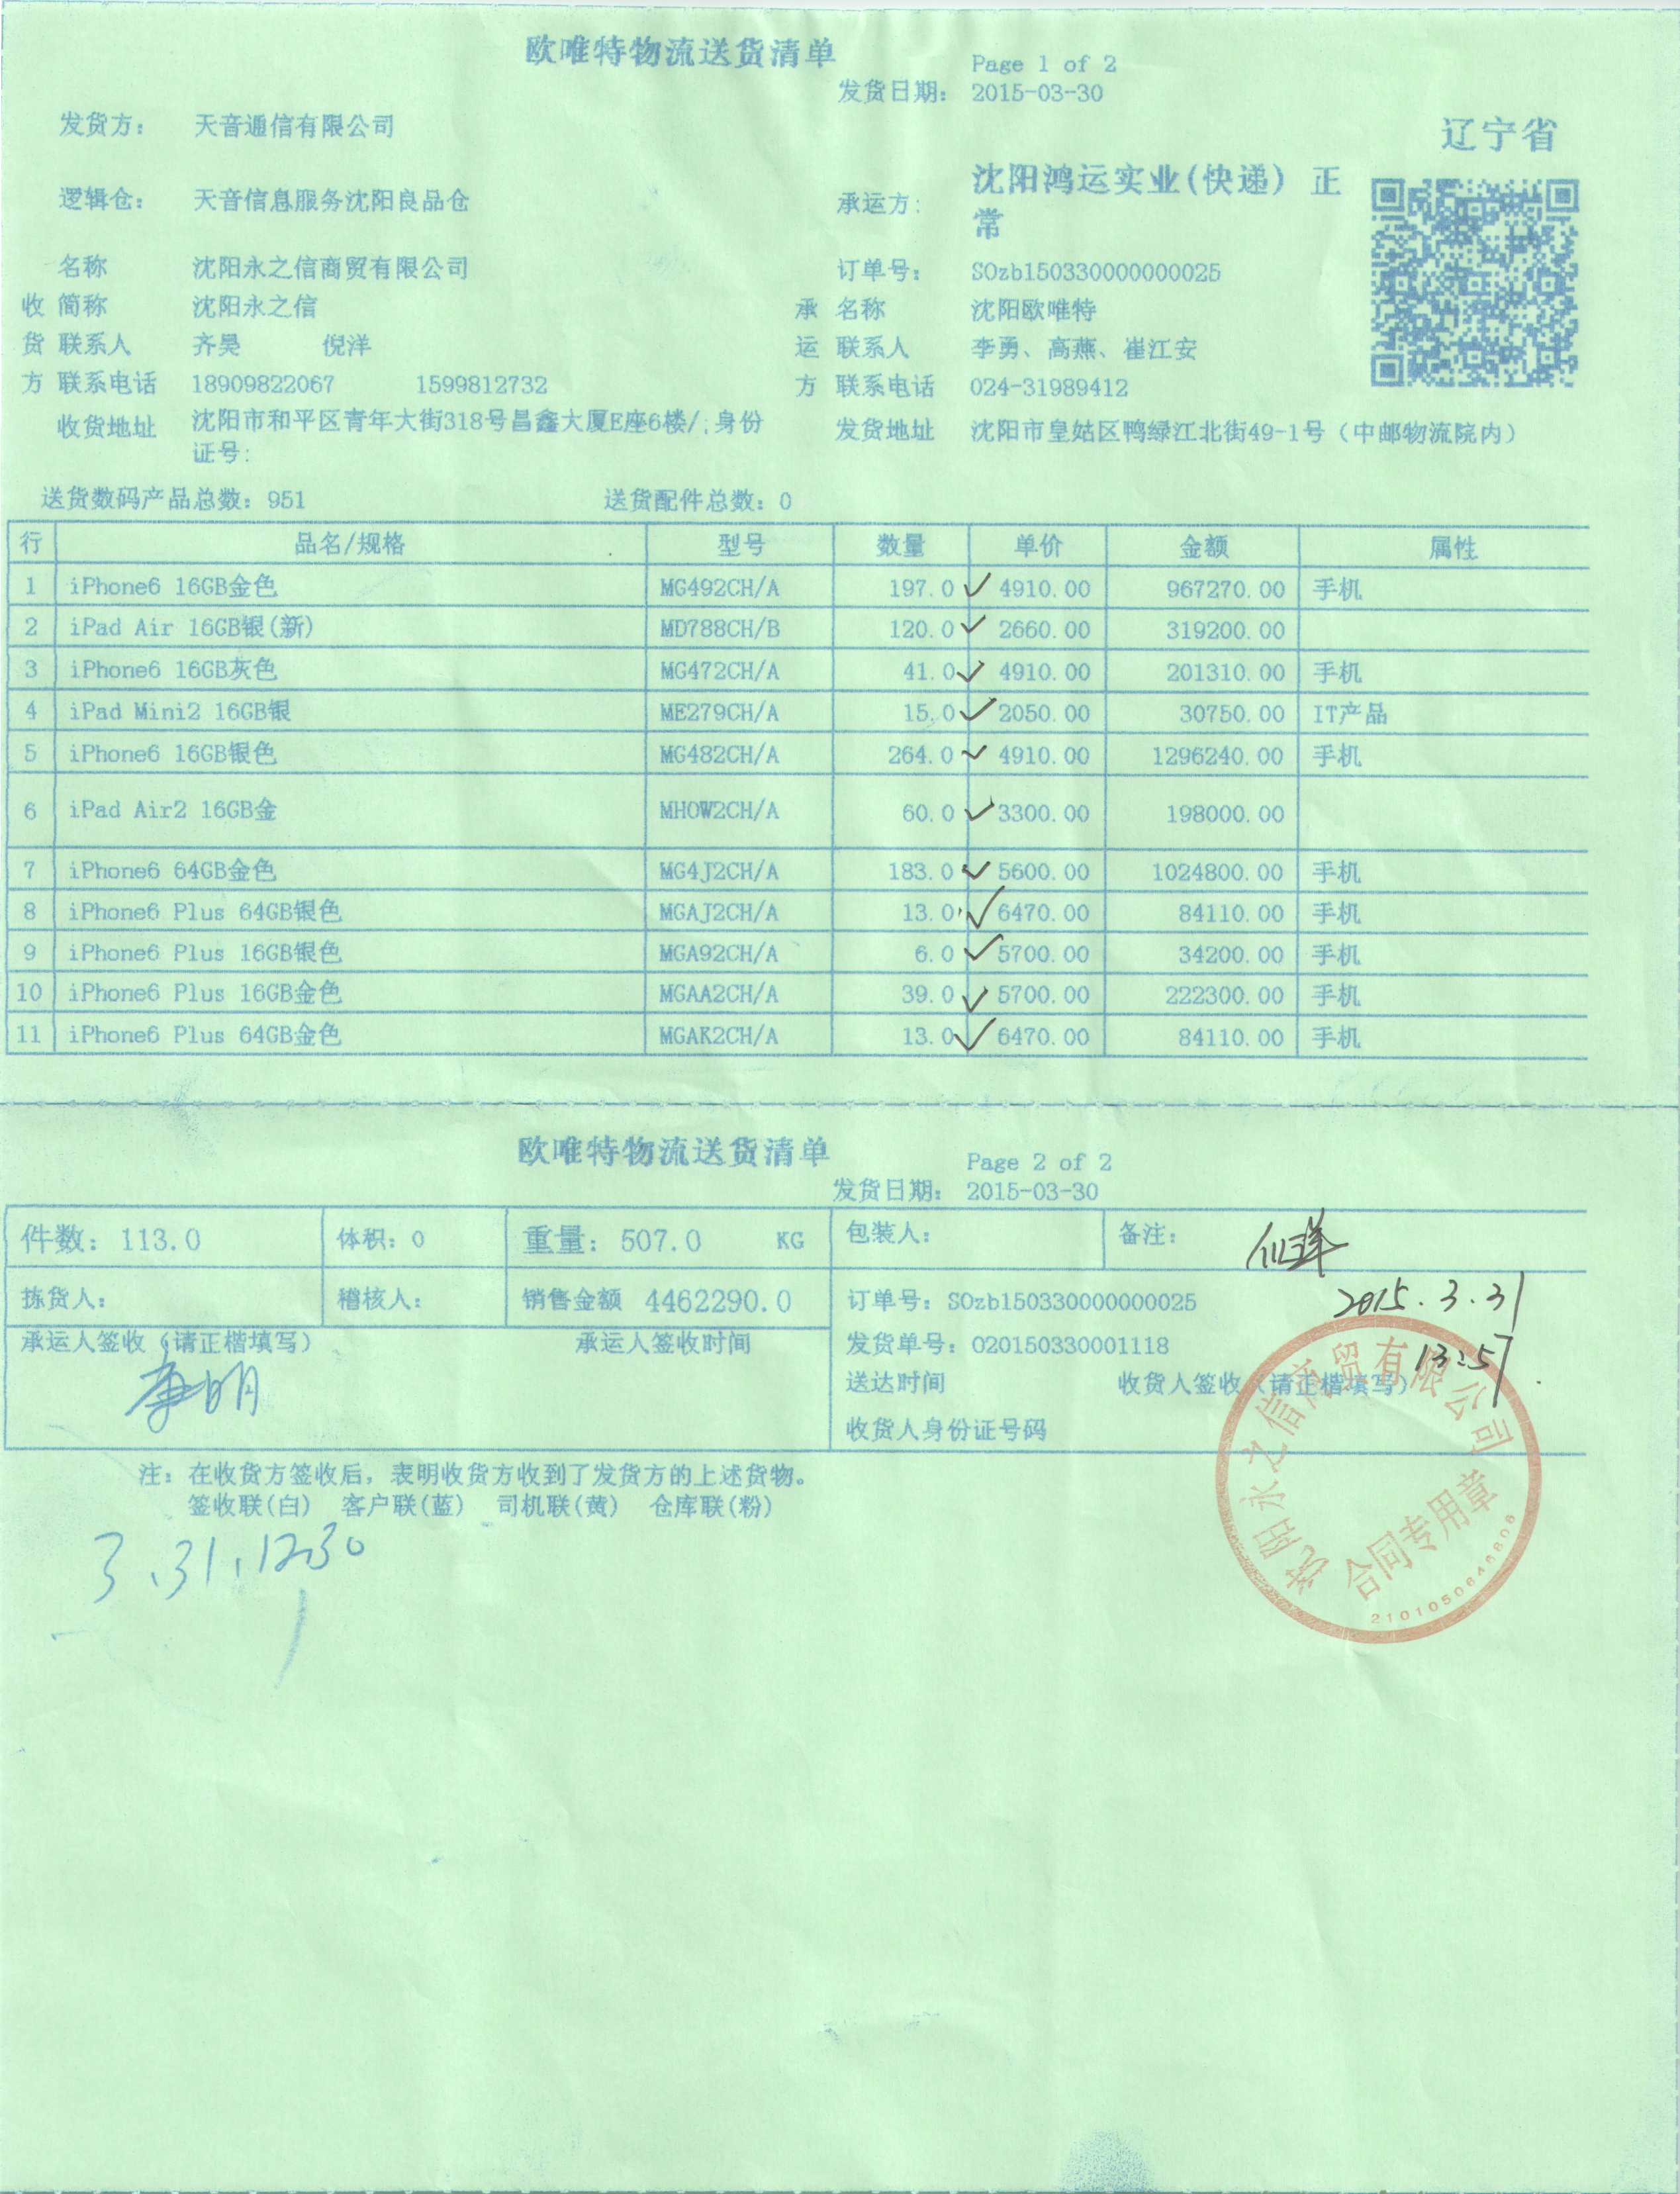 欧唯特物流送货清单
Page 1 of 2
发货日期: 2015-03-30
发货方: 天音通信有限公司
辽宁省
逻辑仓: 天音信息服务沈阳良品仓
承运方: 沈阳鸿运实业(快递) 正常
名称 沈阳永之信商贸有限公司
订单号: SOzb150330000000025
收 简称 沈阳永之信
承 名称 沈阳欧唯特
货 联系人 齐昊 倪洋
运 联系人 李勇、高燕、崔江安
方 联系电话 18909822067 1599812732
方 联系电话 024-31989412
收货地址 沈阳市和平区青年大街318号昌鑫大厦E座6楼/;身份
证号:
发货地址 沈阳市皇姑区鸭绿江北街49-1号（中邮物流院内）
送货数码产品总数: 951 送货配件总数: 0
行 品名/规格 型号 数量 单价 金额 属性
1 iPhone6 16GB金色 MG492CH/A 197.0 ✓ 4910.00 967270.00 手机
2 iPad Air 16GB银(新) MD788CH/B 120.0 ✓ 2660.00 319200.00
3 iPhone6 16GB灰色 MG472CH/A 41.0 ✓ 4910.00 201310.00 手机
4 iPad Mini2 16GB银 ME279CH/A 15.0 ✓ 2050.00 30750.00 IT产品
5 iPhone6 16GB银色 MG482CH/A 264.0 ✓ 4910.00 1296240.00 手机
6 iPad Air2 16GB金 MH0W2CH/A 60.0 ✓ 3300.00 198000.00
7 iPhone6 64GB金色 MG4J2CH/A 183.0 ✓ 5600.00 1024800.00 手机
8 iPhone6 Plus 64GB银色 MGAJ2CH/A 13.0 ✓ 6470.00 84110.00 手机
9 iPhone6 Plus 16GB银色 MGA92CH/A 6.0 ✓ 5700.00 34200.00 手机
10 iPhone6 Plus 16GB金色 MGAA2CH/A 39.0 ✓ 5700.00 222300.00 手机
11 iPhone6 Plus 64GB金色 MGAK2CH/A 13.0 ✓ 6470.00 84110.00 手机
欧唯特物流送货清单
Page 2 of 2
发货日期: 2015-03-30
件数: 113.0 体积: 0 重量: 507.0 KG 包装人: 备注:
拣货人: 稽核人: 销售金额 4462290.0 订单号: SOzb150330000000025
2015.3.31
承运人签收（请正楷填写） 承运人签收时间
发货单号: 020150330001118
13:57
送达时间 收货人签收（请正楷填写）
收货人身份证号码
沈阳永之信商贸有限公司
合同专用章
注: 在收货方签收后，表明收货方收到了发货方的上述货物。
签收联(白) 客户联(蓝) 司机联(黄) 仓库联(粉)
3.31.1230